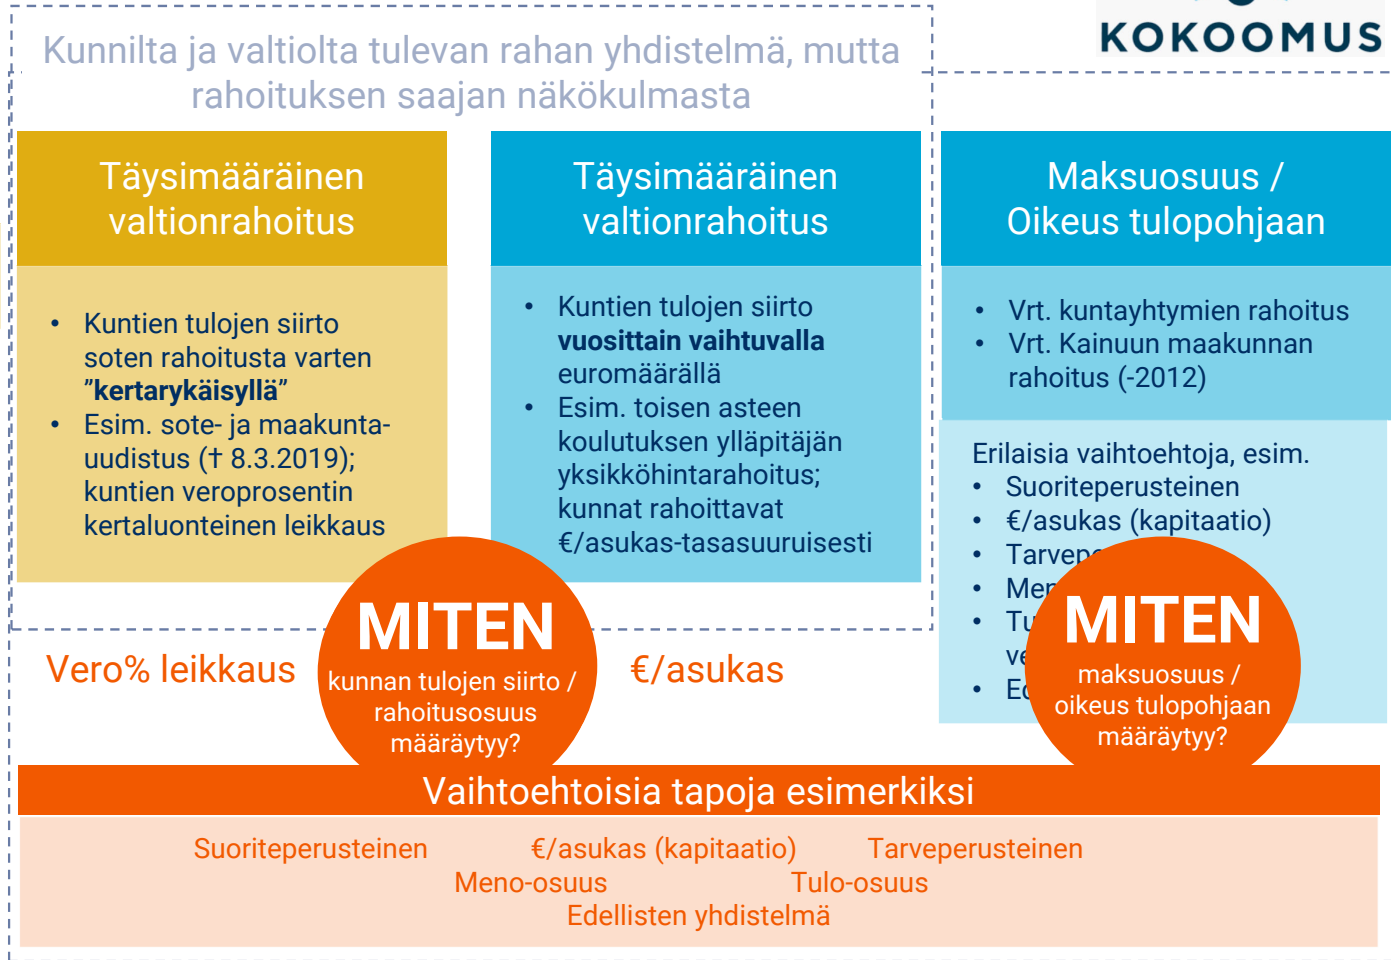 KOKOOMUS
Kunnilta ja valtiolta tulevan rahan yhdistelmä, mutta
rahoituksen saajan näkökulmasta
Täysimääräinen
valtionrahoitus
• Kuntien tulojen siirto
soten rahoitusta varten
”kertarykäisyllä”
• Esim. sote- ja maakunta-
uudistus († 8.3.2019);
kuntien veroprosentin
kertaluonteinen leikkaus
Täysimääräinen
valtionrahoitus
• Kuntien tulojen siirto
vuosittain vaihtuvalla
euromäärällä
• Esim. toisen asteen
koulutuksen ylläpitäjän
yksikköhintarahoitus;
kunnat rahoittavat
€/asukas-tasasuuruisesti
Maksuosuus /
Oikeus tulopohjaan
• Vrt. kuntayhtymien rahoitus
• Vrt. Kainuun maakunnan
rahoitus (-2012)
Erilaisia vaihtoehtoja, esim.
• Suoriteperusteinen
• €/asukas (kapitaatio)
Vero% leikkaus
MITEN
kunnan tulojen siirto /
rahoitusosuus
määräytyy?
€/asukas
MITEN
maksuosuus /
oikeus tulopohjaan
määräytyy?
Vaihtoehtoisia tapoja esimerkiksi
Suoriteperusteinen €/asukas (kapitaatio) Tarveperusteinen
Meno-osuus Tulo-osuus
Edellisten yhdistelmä